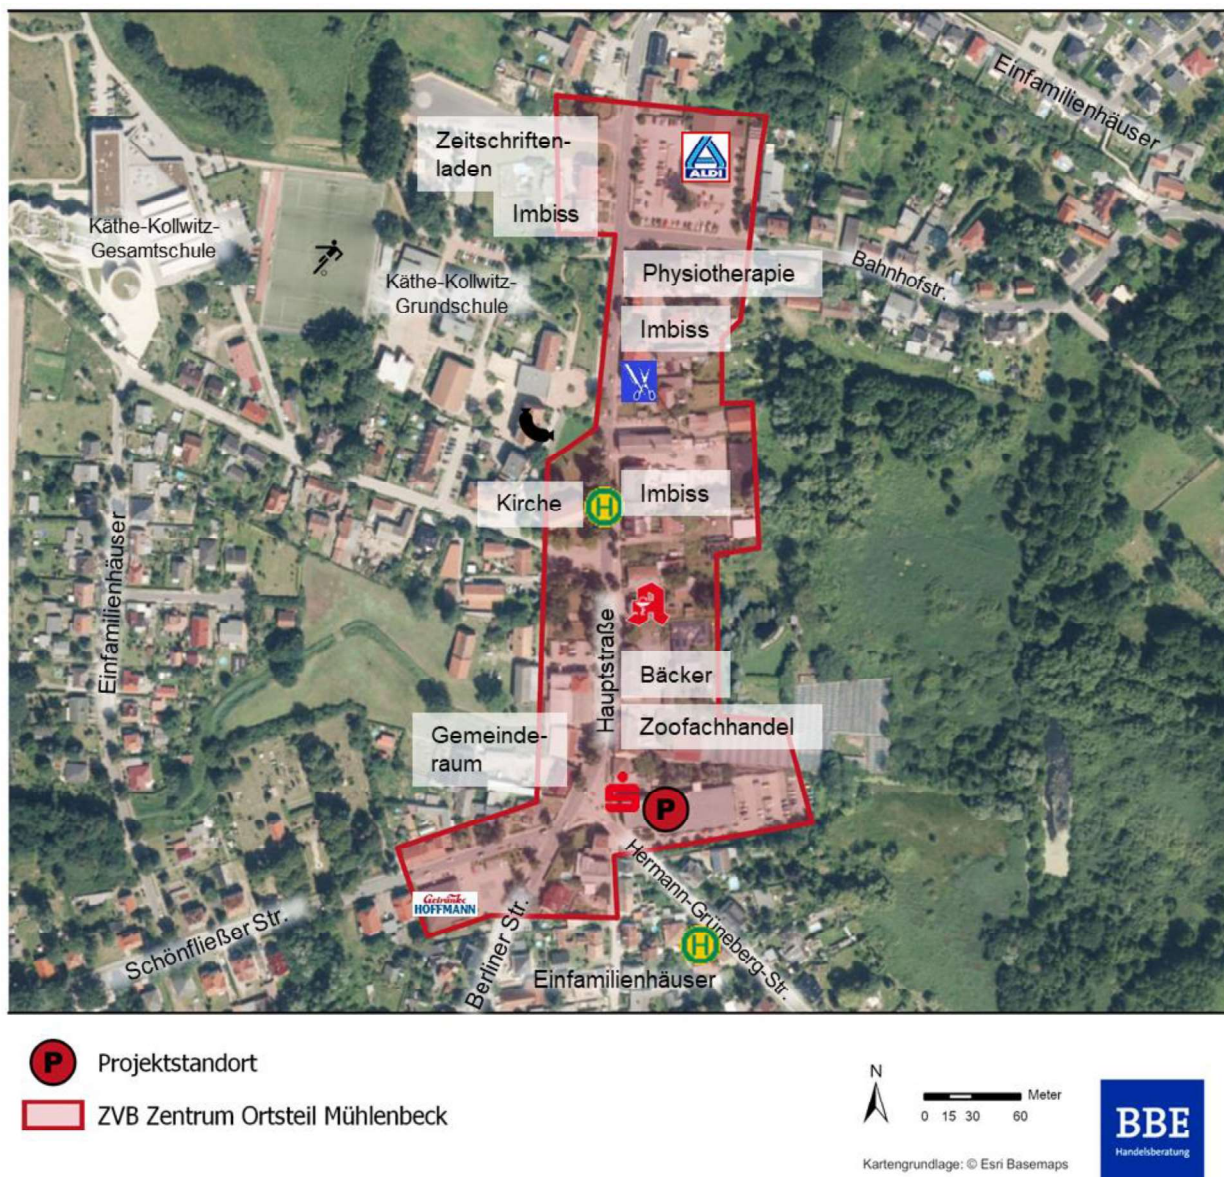 Einfamilienhäuser
Zeitschriften-
laden
ALDI
Imbiss
Käthe-Kollwitz-
Gesamtschule
Käthe-Kollwitz-
Grundschule
Physiotherapie
Bahnhofstr.
Imbiss
Kirche
H
Imbiss
Einfamilienhäuser
Hauptstraße
Bäcker
Zoofachhandel
Gemeinde-
raum
P
Getränke
HOFFMANN
Schönfließer Str.
Berliner Str.
Hermann-Grüneberg-Str.
H
Einfamilienhäuser
P Projektstandort
ZVB Zentrum Ortsteil Mühlenbeck
N
Meter
0 15 30 60
Kartengrundlage: © Esri Basemaps
BBE
Handelsberatung